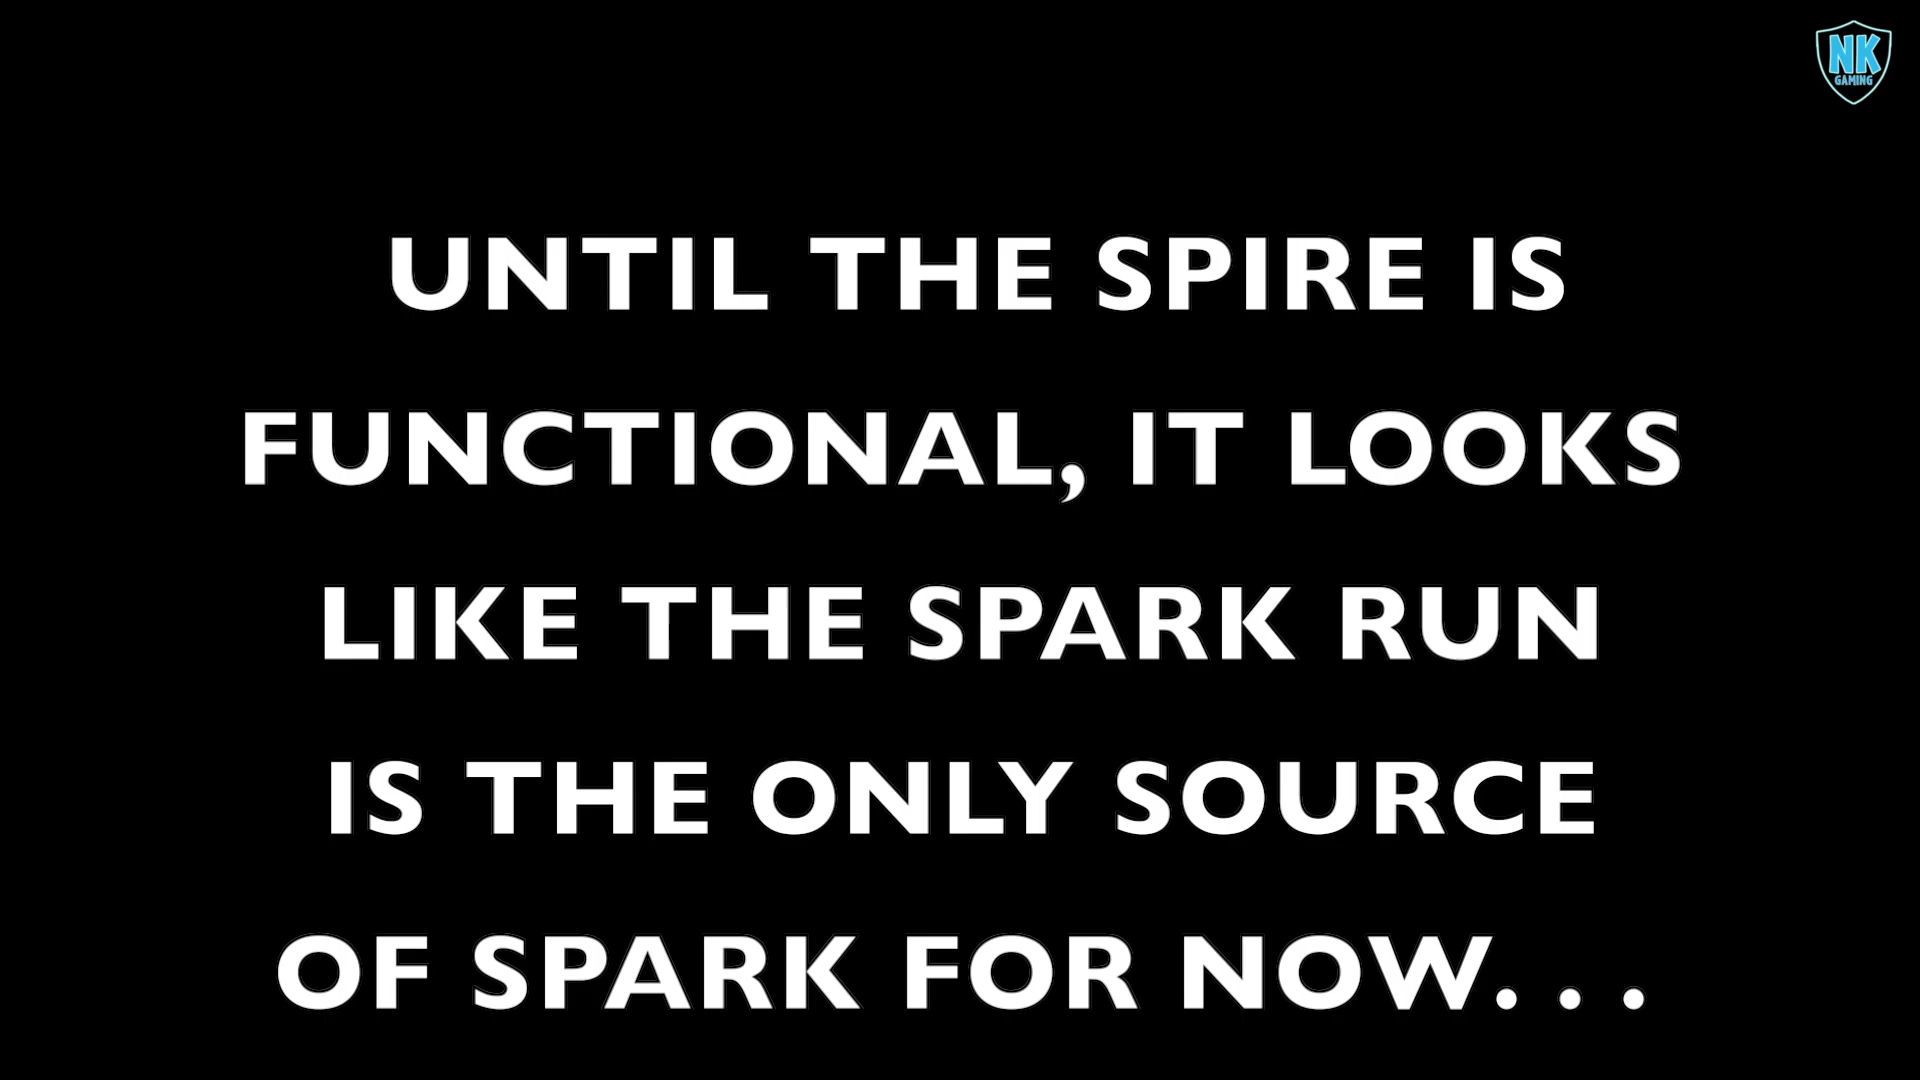 NK
GAMING
UNTIL THE SPIRE IS
FUNCTIONAL, IT LOOKS
LIKE THE SPARK RUN
IS THE ONLY SOURCE
OF SPARK FOR NOW. . .